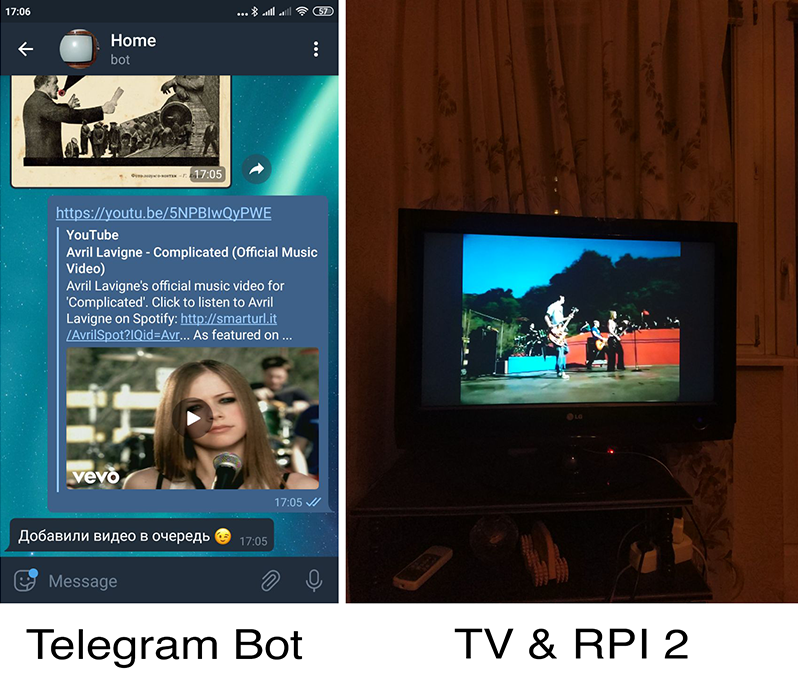 17:06
57
Home
bot
17:05
https://youtu.be/5NPBIwQyPWE
YouTube
Avril Lavigne - Complicated (Official Music
Video)
Avril Lavigne's official music video for
'Complicated'. Click to listen to Avril
Lavigne on Spotify: http://smarturl.it
/AvrilSpot?IQid=Avr... As featured on ...
vevo
17:05
Добавили видео в очередь 😉 17:05
Message
LG
Telegram Bot
TV & RPI 2